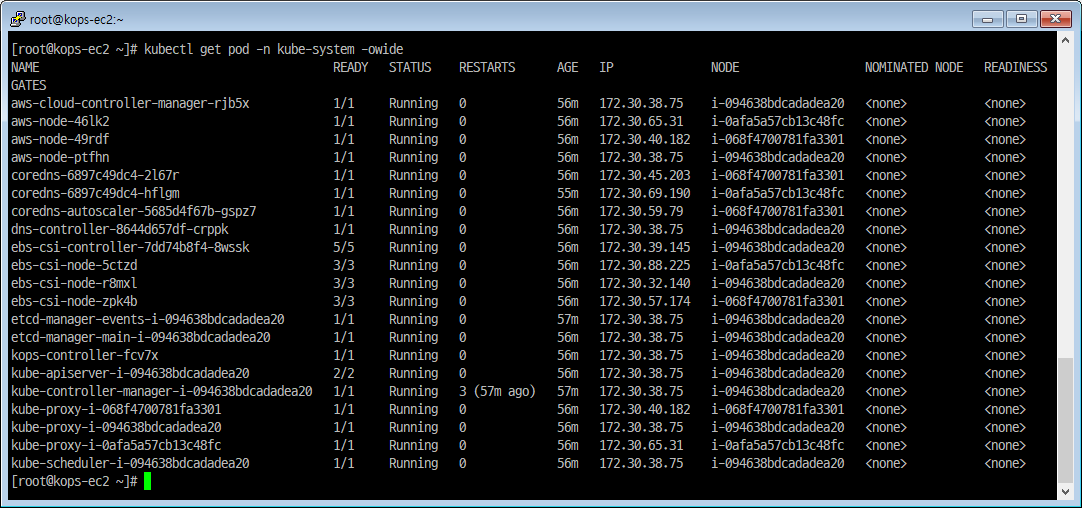 root@kops-ec2:~
[root@kops-ec2 ~]# kubectl get pod -n kube-system -owide
NAME READY STATUS RESTARTS AGE IP NODE NOMINATED NODE READINESS
GATES
aws-cloud-controller-manager-rjb5x 1/1 Running 0 56m 172.30.38.75 i-094638bdcadadea20 <none> <none>
aws-node-46lk2 1/1 Running 0 56m 172.30.65.31 i-0afa5a57cb13c48fc <none> <none>
aws-node-49rdf 1/1 Running 0 56m 172.30.40.182 i-068f4700781fa3301 <none> <none>
aws-node-ptfhn 1/1 Running 0 56m 172.30.38.75 i-094638bdcadadea20 <none> <none>
coredns-6897c49dc4-2l67r 1/1 Running 0 56m 172.30.45.203 i-068f4700781fa3301 <none> <none>
coredns-6897c49dc4-hflgm 1/1 Running 0 55m 172.30.69.190 i-0afa5a57cb13c48fc <none> <none>
coredns-autoscaler-5685d4f67b-gspz7 1/1 Running 0 56m 172.30.59.79 i-068f4700781fa3301 <none> <none>
dns-controller-8644d657df-crppk 1/1 Running 0 56m 172.30.38.75 i-094638bdcadadea20 <none> <none>
ebs-csi-controller-7dd74b8f4-8wssk 5/5 Running 0 56m 172.30.39.145 i-094638bdcadadea20 <none> <none>
ebs-csi-node-5ctzd 3/3 Running 0 56m 172.30.88.225 i-0afa5a57cb13c48fc <none> <none>
ebs-csi-node-r8mxl 3/3 Running 0 56m 172.30.32.140 i-094638bdcadadea20 <none> <none>
ebs-csi-node-zpk4b 3/3 Running 0 56m 172.30.57.174 i-068f4700781fa3301 <none> <none>
etcd-manager-events-i-094638bdcadadea20 1/1 Running 0 57m 172.30.38.75 i-094638bdcadadea20 <none> <none>
etcd-manager-main-i-094638bdcadadea20 1/1 Running 0 56m 172.30.38.75 i-094638bdcadadea20 <none> <none>
kops-controller-fcv7x 1/1 Running 0 56m 172.30.38.75 i-094638bdcadadea20 <none> <none>
kube-apiserver-i-094638bdcadadea20 2/2 Running 0 56m 172.30.38.75 i-094638bdcadadea20 <none> <none>
kube-controller-manager-i-094638bdcadadea20 1/1 Running 3 (57m ago) 57m 172.30.38.75 i-094638bdcadadea20 <none> <none>
kube-proxy-i-068f4700781fa3301 1/1 Running 0 56m 172.30.40.182 i-068f4700781fa3301 <none> <none>
kube-proxy-i-094638bdcadadea20 1/1 Running 0 56m 172.30.38.75 i-094638bdcadadea20 <none> <none>
kube-proxy-i-0afa5a57cb13c48fc 1/1 Running 0 56m 172.30.65.31 i-0afa5a57cb13c48fc <none> <none>
kube-scheduler-i-094638bdcadadea20 1/1 Running 0 56m 172.30.38.75 i-094638bdcadadea20 <none> <none>
[root@kops-ec2 ~]#